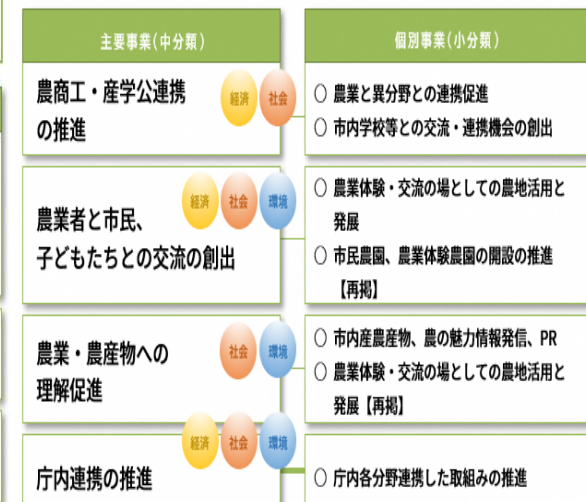 主要事業(中分類)
個別事業(小分類)
農商工・産学公連携
の推進
経済
社会
○ 農業と異分野との連携促進
○ 市内学校等との交流・連携機会の創出
経済
社会
環境
農業者と市民、
子どもたちとの交流の創出
○ 農業体験・交流の場としての農地活用と
発展
○ 市民農園、農業体験農園の開設の推進
【再掲】
社会
環境
農業・農産物への
理解促進
○ 市内産農産物、農の魅力情報発信、PR
○ 農業体験・交流の場としての農地活用と
発展【再掲】
経済
社会
環境
庁内連携の推進
○ 庁内各分野連携した取組みの推進